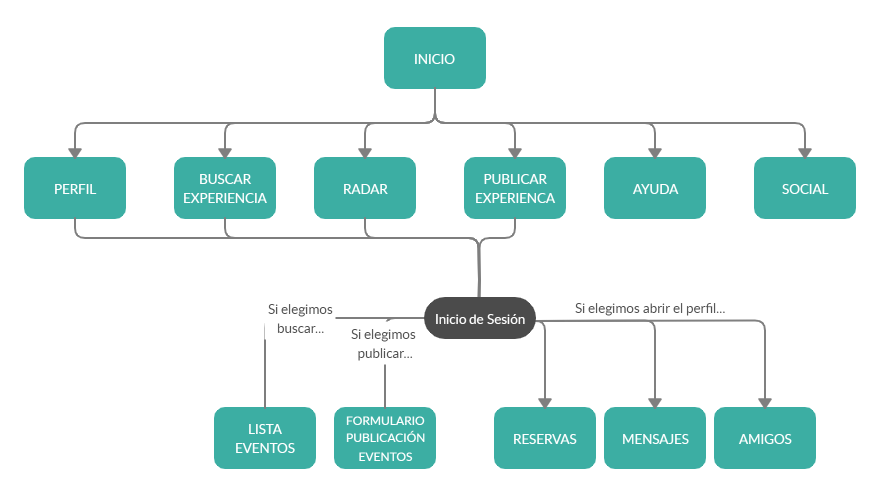 INICIO
PERFIL
BUSCAR
EXPERIENCIA
RADAR
PUBLICAR
EXPERIENCA
AYUDA
SOCIAL
Si elegimos
buscar...
Si elegimos
publicar...
Inicio de Sesión
Si elegimos abrir el perfil...
LISTA
EVENTOS
FORMULARIO
PUBLICACIÓN
EVENTOS
RESERVAS
MENSAJES
AMIGOS